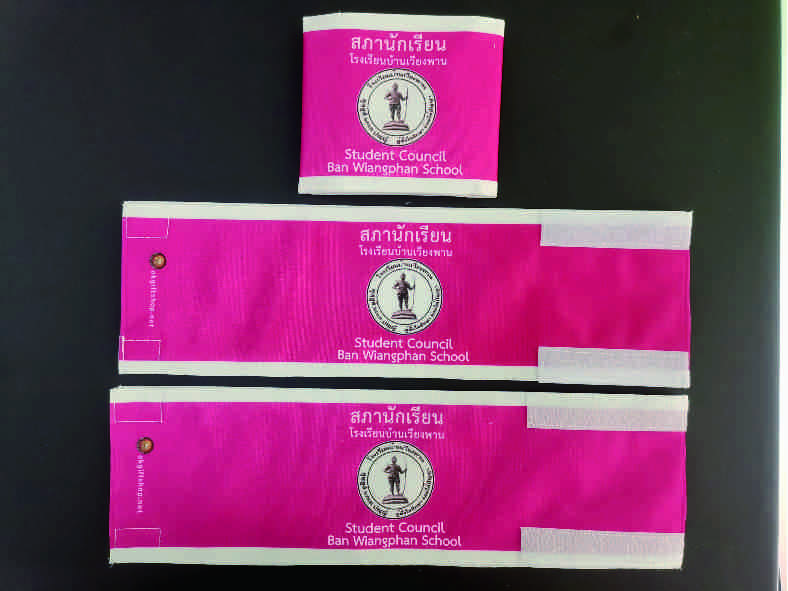 สภานักเรียน
โรงเรียนบ้านเวียงพาน
Student Council
Ban Wiangphan School
สภานักเรียน
โรงเรียนบ้านเวียงพาน
okgiftshop.net
Student Council
Ban Wiangphan School
สภานักเรียน
โรงเรียนบ้านเวียงพาน
okgiftshop.net
Student Council
Ban Wiangphan School